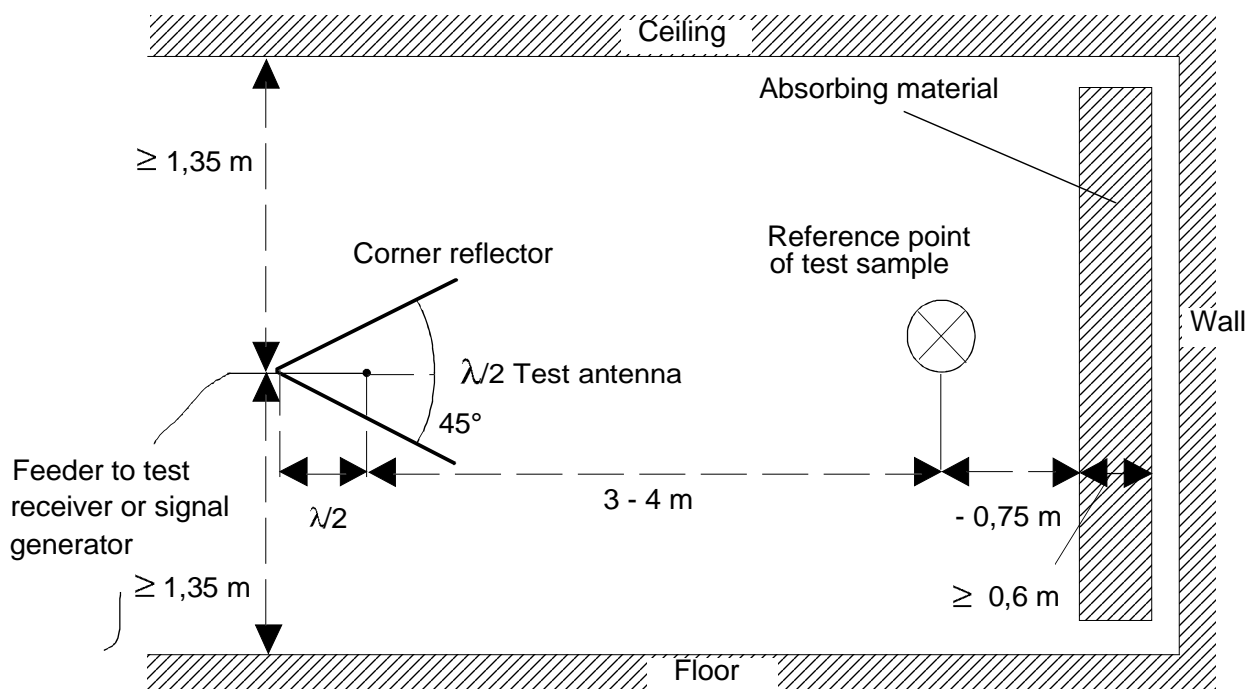 Ceiling
Absorbing material
≥ 1,35 m
Corner reflector
Reference point
of test sample
Wall
λ/2 Test antenna
45°
Feeder to test
receiver or signal
generator
λ/2
3 - 4 m
- 0,75 m
≥ 1,35 m
≥ 0,6 m
Floor